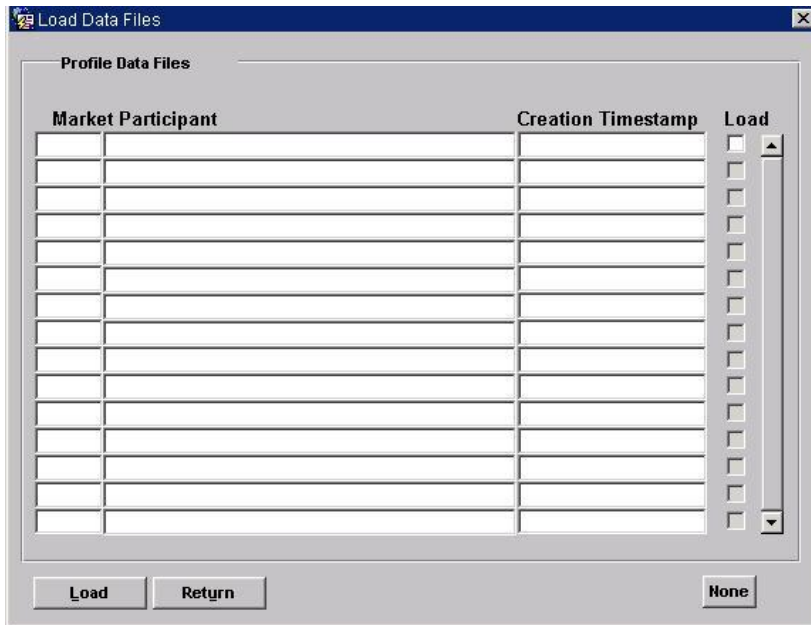 Load Data Files
Profile Data Files
Market Participant Creation Timestamp Load
Load Return None